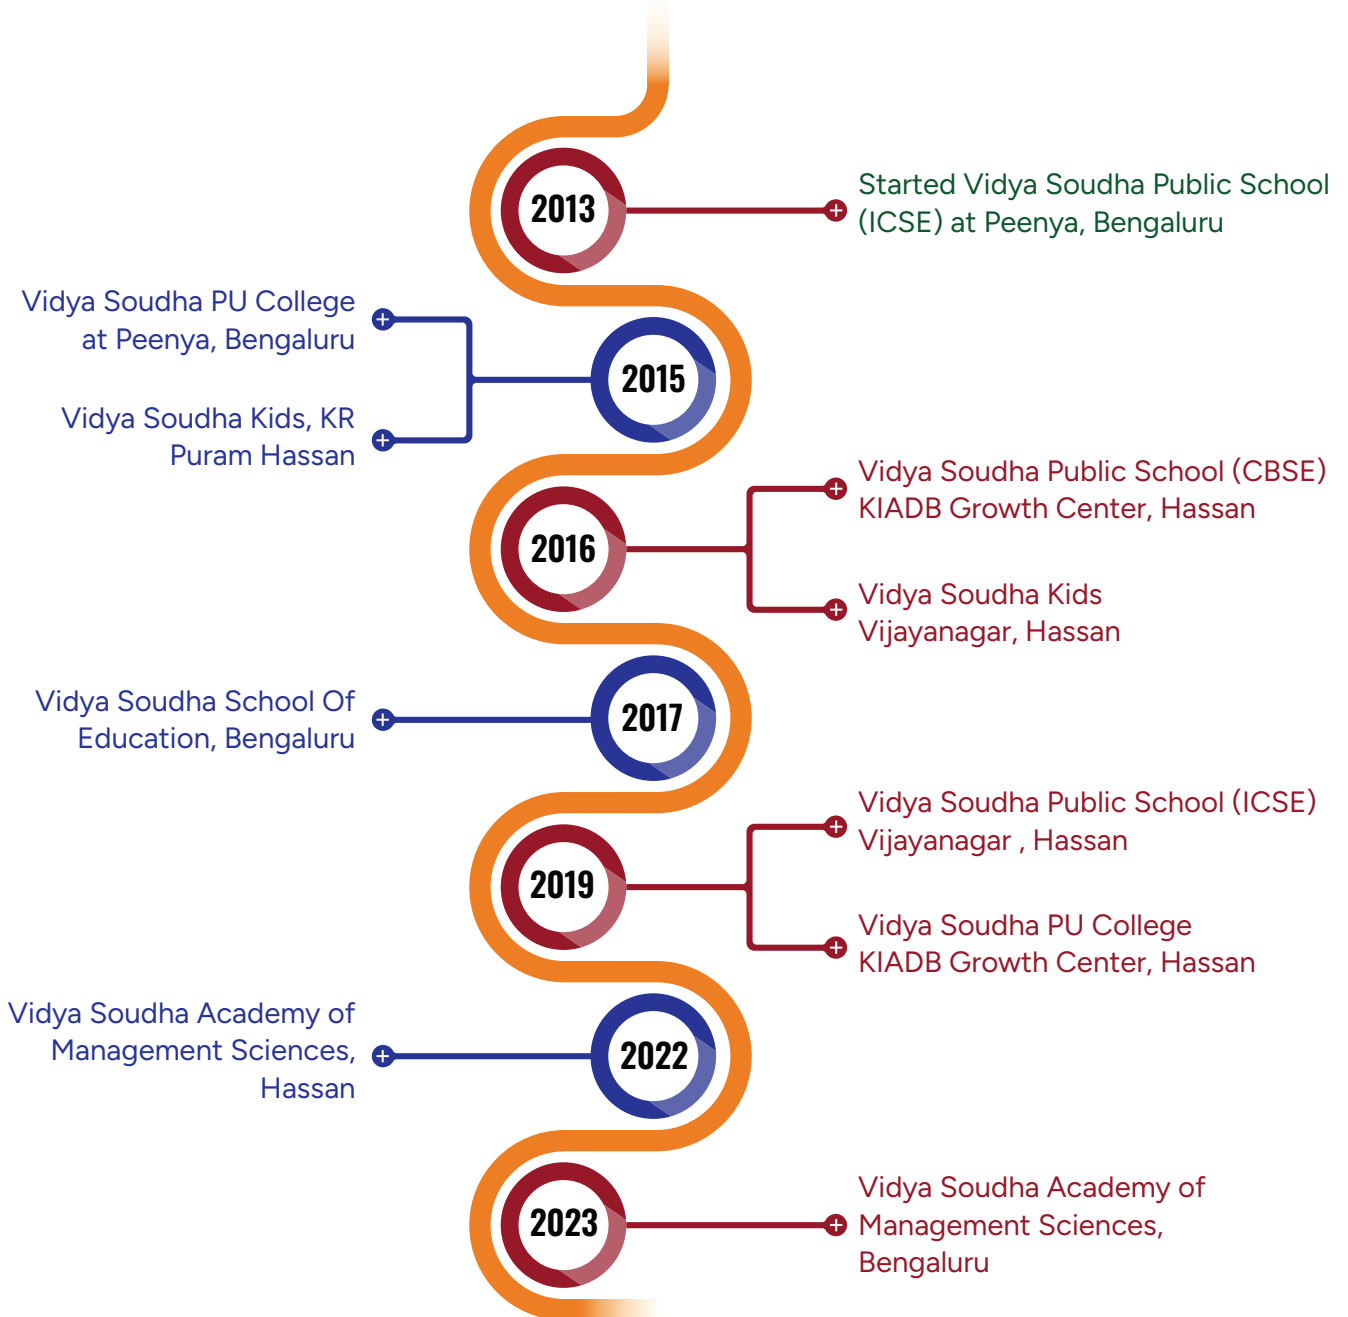 2013
Started Vidya Soudha Public School
(ICSE) at Peenya, Bengaluru
Vidya Soudha PU College
at Peenya, Bengaluru
Vidya Soudha Kids, KR
Puram Hassan
2015
2016
Vidya Soudha Public School (CBSE)
KIADB Growth Center, Hassan
Vidya Soudha Kids
Vijayanagar, Hassan
Vidya Soudha School Of
Education, Bengaluru
2017
2019
Vidya Soudha Public School (ICSE)
Vijayanagar , Hassan
Vidya Soudha PU College
KIADB Growth Center, Hassan
Vidya Soudha Academy of
Management Sciences,
Hassan
2022
2023
Vidya Soudha Academy of
Management Sciences,
Bengaluru